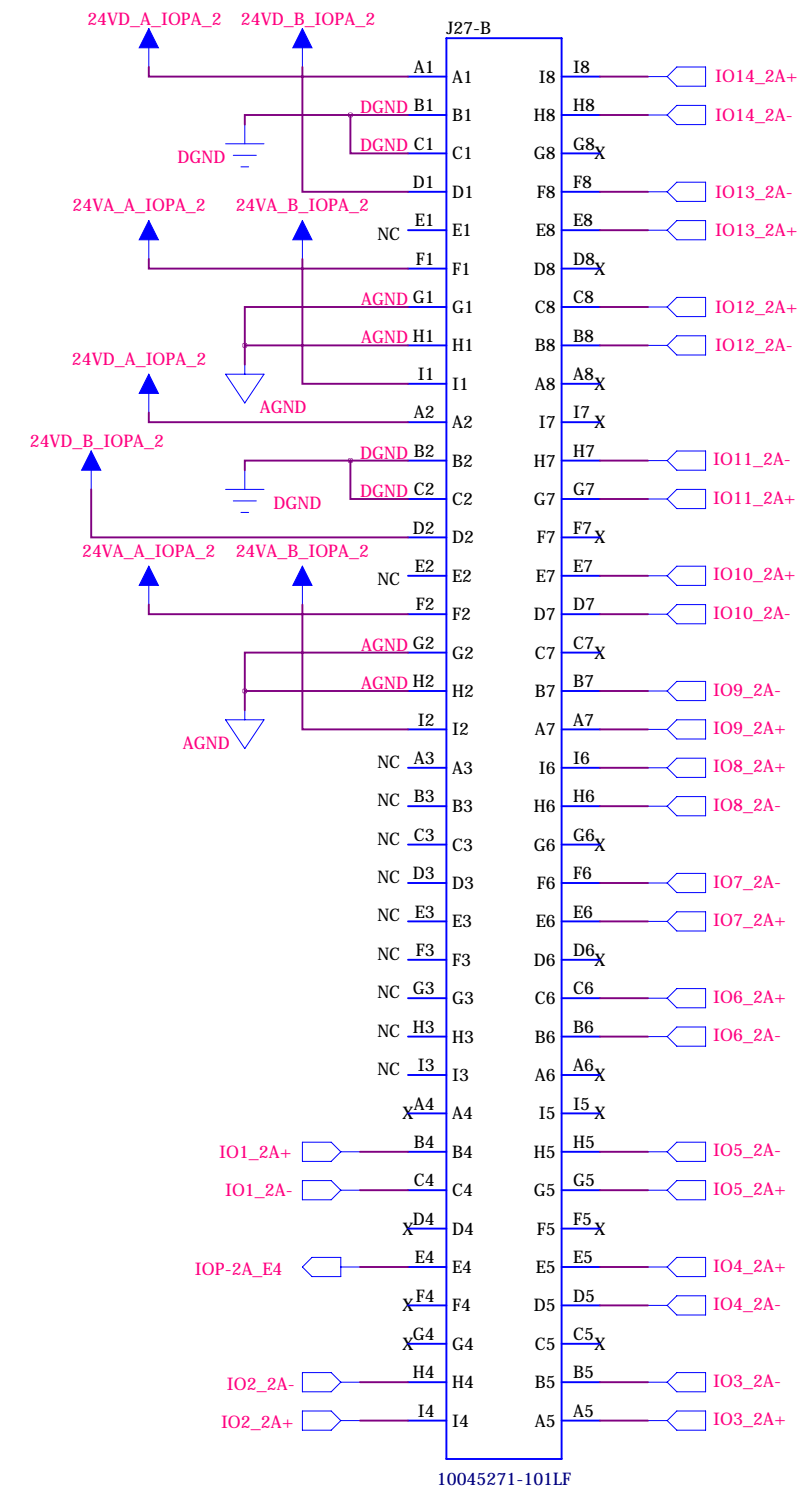 24VD_A_IOPA_2 24VD_B_IOPA_2
J27-B
A1 A1 I8 I8 IO14_2A+
DGND B1 B1 H8 H8 IO14_2A-
DGND DGND C1 C1 G8 G8 X
D1 D1 F8 F8 IO13_2A-
24VA_A_IOPA_2 24VA_B_IOPA_2
NC E1 E1 E8 E8 IO13_2A+
F1 F1 D8 D8 X
AGND G1 G1 C8 C8 IO12_2A+
AGND H1 H1 B8 B8 IO12_2A-
24VD_A_IOPA_2
I1 I1 A8 A8 X
AGND
A2 A2 I7 I7 X
24VD_B_IOPA_2
DGND B2 B2 H7 H7 IO11_2A-
DGND DGND C2 C2 G7 G7 IO11_2A+
D2 D2 F7 F7 X
24VA_A_IOPA_2 24VA_B_IOPA_2
NC E2 E2 E7 E7 IO10_2A+
F2 F2 D7 D7 IO10_2A-
AGND G2 G2 C7 C7 X
AGND H2 H2 B7 B7 IO9_2A-
AGND I2 I2 A7 A7 IO9_2A+
NC A3 A3 I6 I6 IO8_2A+
NC B3 B3 H6 H6 IO8_2A-
NC C3 C3 G6 G6 X
NC D3 D3 F6 F6 IO7_2A-
NC E3 E3 E6 E6 IO7_2A+
NC F3 F3 D6 D6 X
NC G3 G3 C6 C6 IO6_2A+
NC H3 H3 B6 B6 IO6_2A-
NC I3 I3 A6 A6 X
X A4 A4 I5 I5 X
IO1_2A+ B4 B4 H5 H5 IO5_2A-
IO1_2A- C4 C4 G5 G5 IO5_2A+
X D4 D4 F5 F5 X
IOP-2A_E4 E4 E4 E5 E5 IO4_2A+
X F4 F4 D5 D5 IO4_2A-
X G4 G4 C5 C5 X
IO2_2A- H4 H4 B5 B5 IO3_2A-
IO2_2A+ I4 I4 A5 A5 IO3_2A+
10045271-101LF